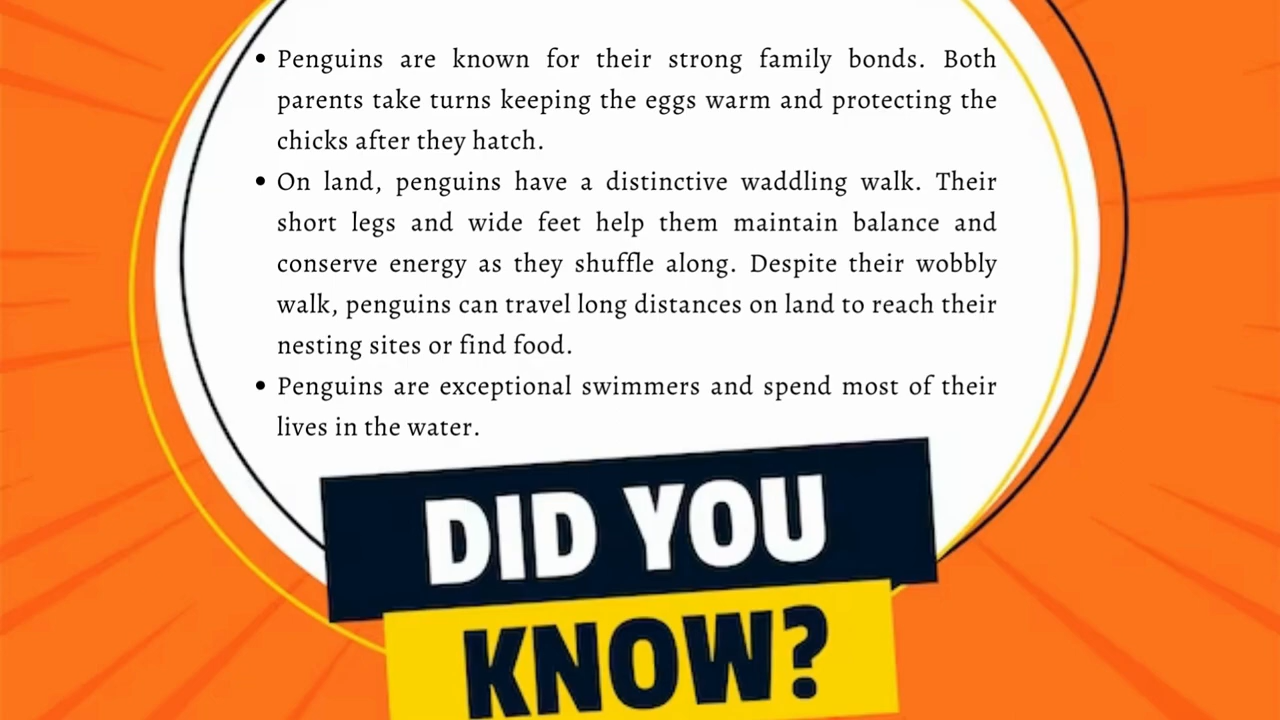 • Penguins are known for their strong family bonds. Both
parents take turns keeping the eggs warm and protecting the
chicks after they hatch.
• On land, penguins have a distinctive waddling walk. Their
short legs and wide feet help them maintain balance and
conserve energy as they shuffle along. Despite their wobbly
walk, penguins can travel long distances on land to reach their
nesting sites or find food.
• Penguins are exceptional swimmers and spend most of their
lives in the water.
DID YOU
KNOW?